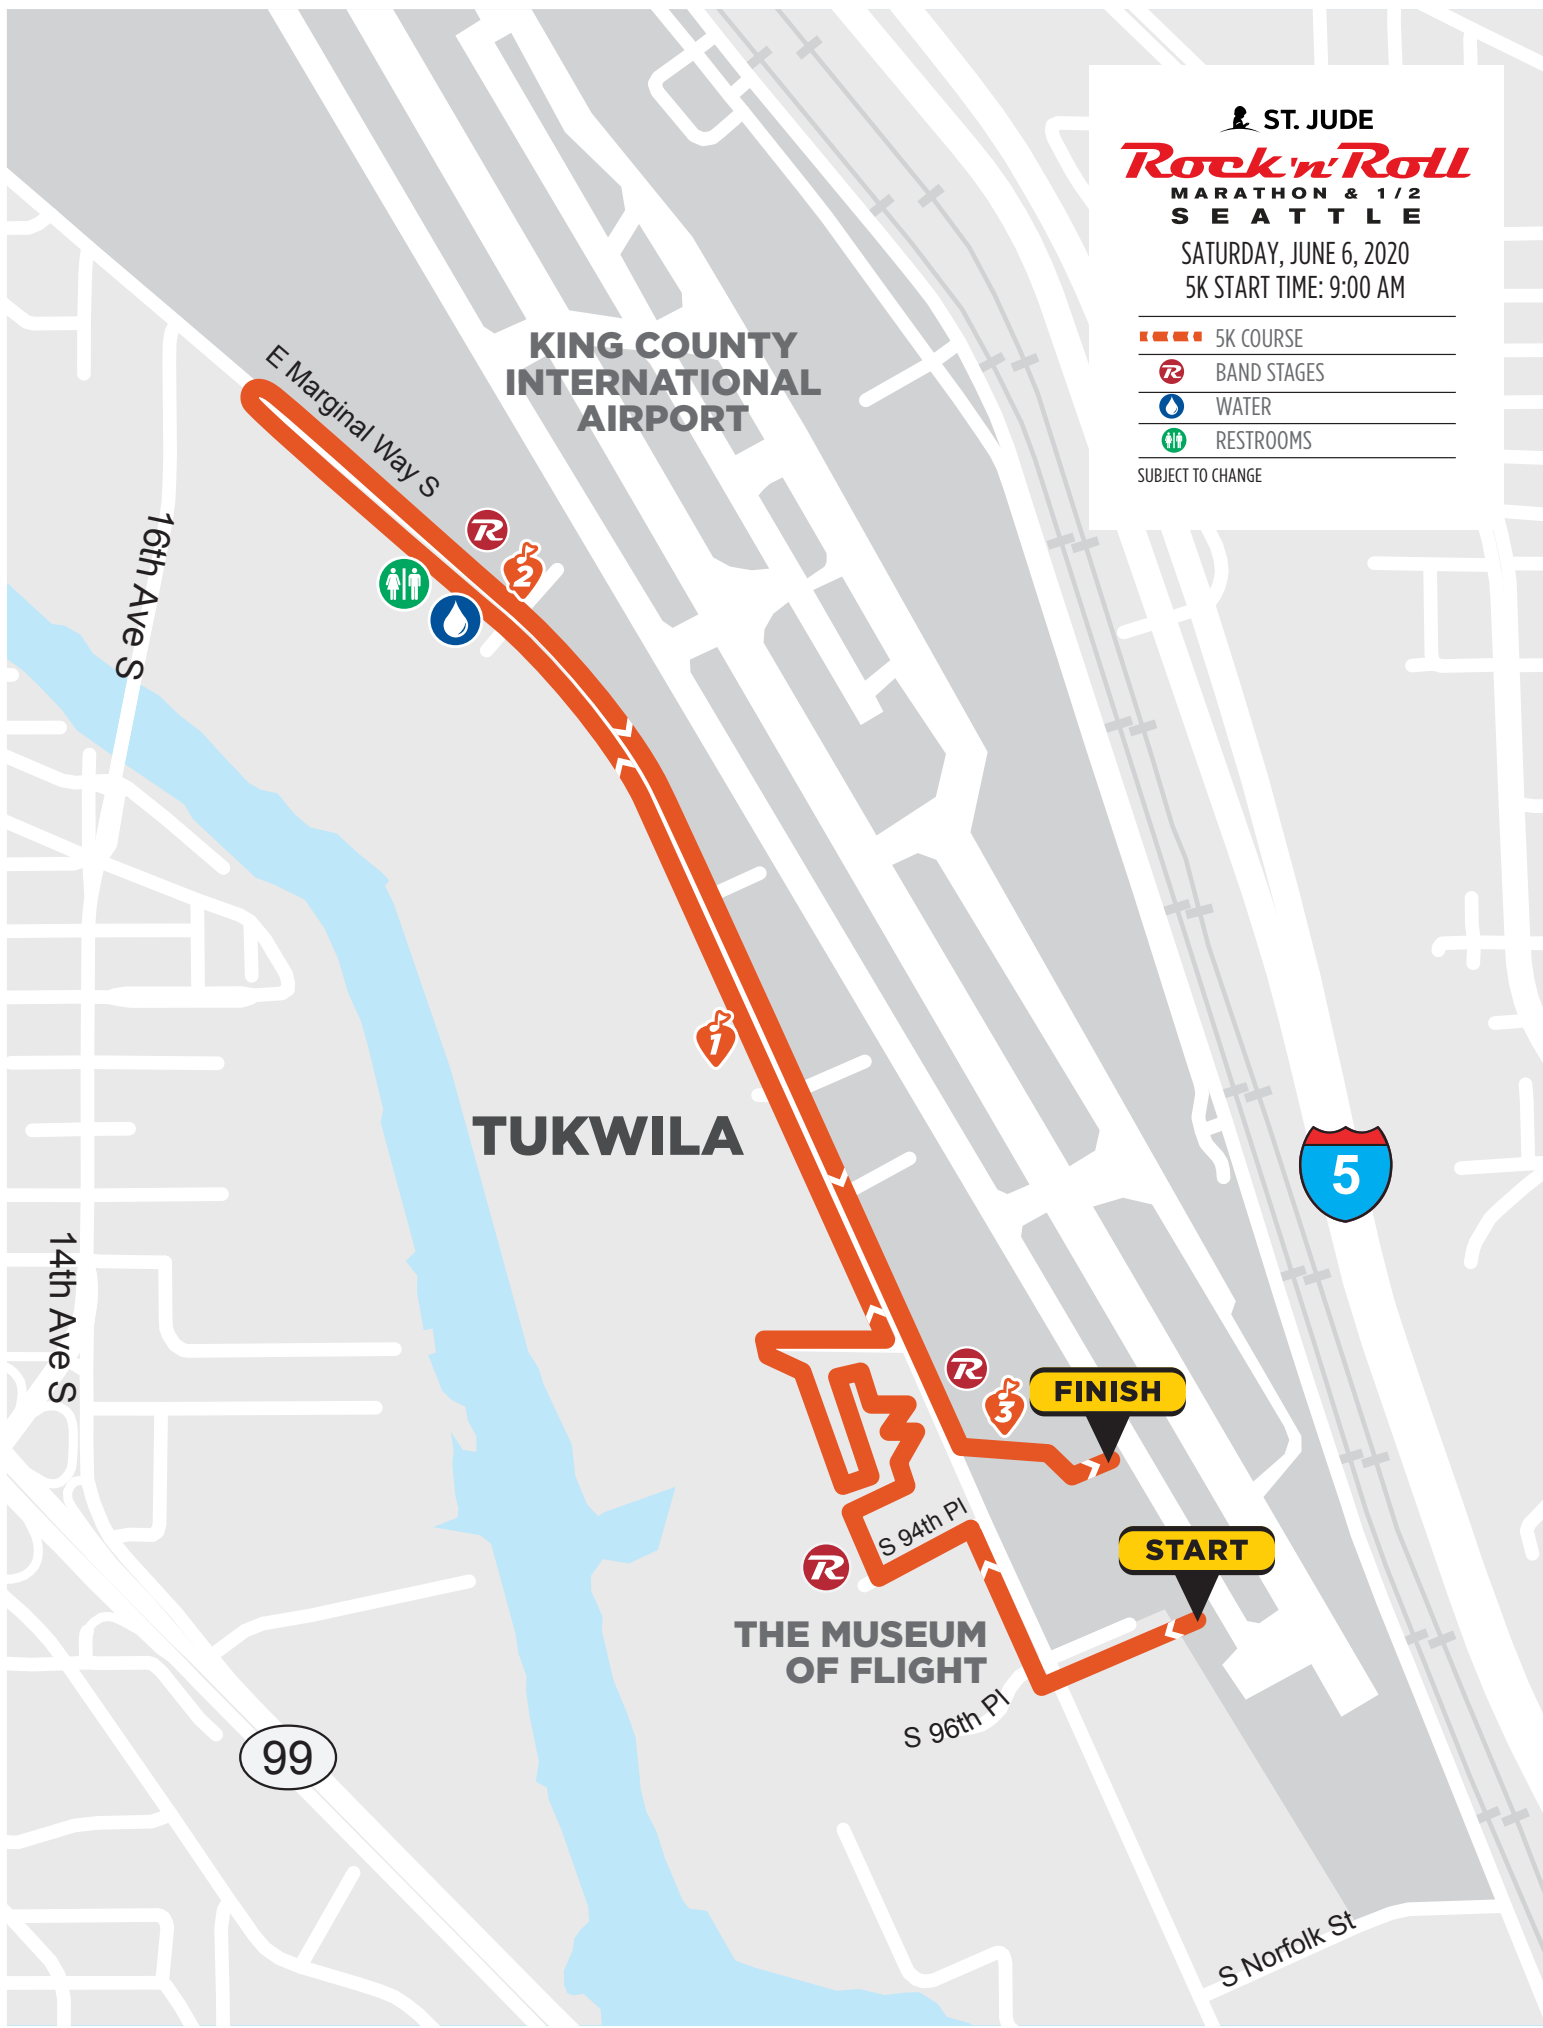 ST. JUDE
Rock 'n' Roll
MARATHON & 1/2
SEATTLE
SATURDAY, JUNE 6, 2020
5K START TIME: 9:00 AM
5K COURSE
R BAND STAGES
WATER
RESTROOMS
SUBJECT TO CHANGE
KING COUNTY
INTERNATIONAL
AIRPORT
E Marginal Way S
R
2
16th Ave S
1
TUKWILA
5
14th Ave S
R
3
FINISH
S 94th Pl
START
R
THE MUSEUM
OF FLIGHT
S 96th Pl
99
S Norfolk St